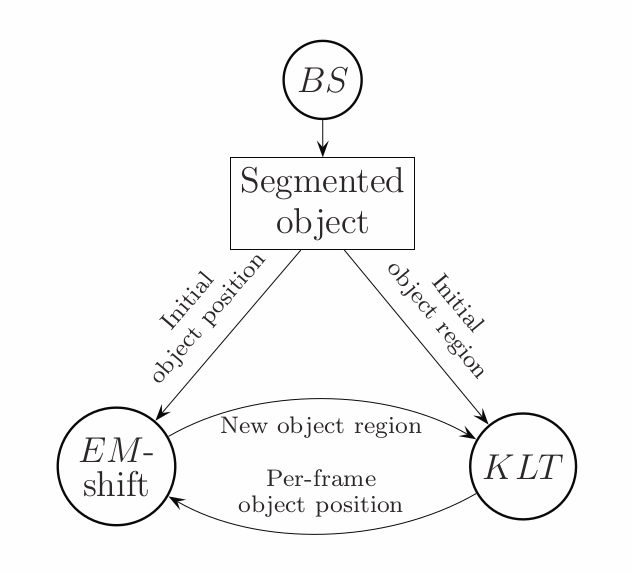 BS
Segmented
object
Initial
object position
Initial
object region
New object region
EM-
shift
KLT
Per-frame
object position